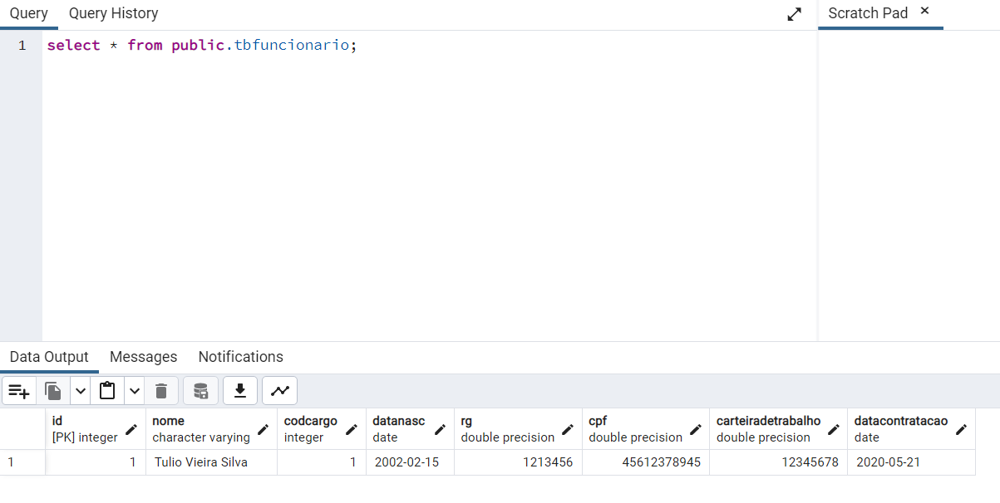 Query Query History Scratch Pad ×
1 select * from public.tbfuncionario;
Data Output Messages Notifications
id nome codcargo datanasc rg cpf carteiradetrabalho datacontratacao
[PK] integer character varying integer date double precision double precision double precision date
1 1 Tulio Vieira Silva 1 2002-02-15 1213456 45612378945 12345678 2020-05-21